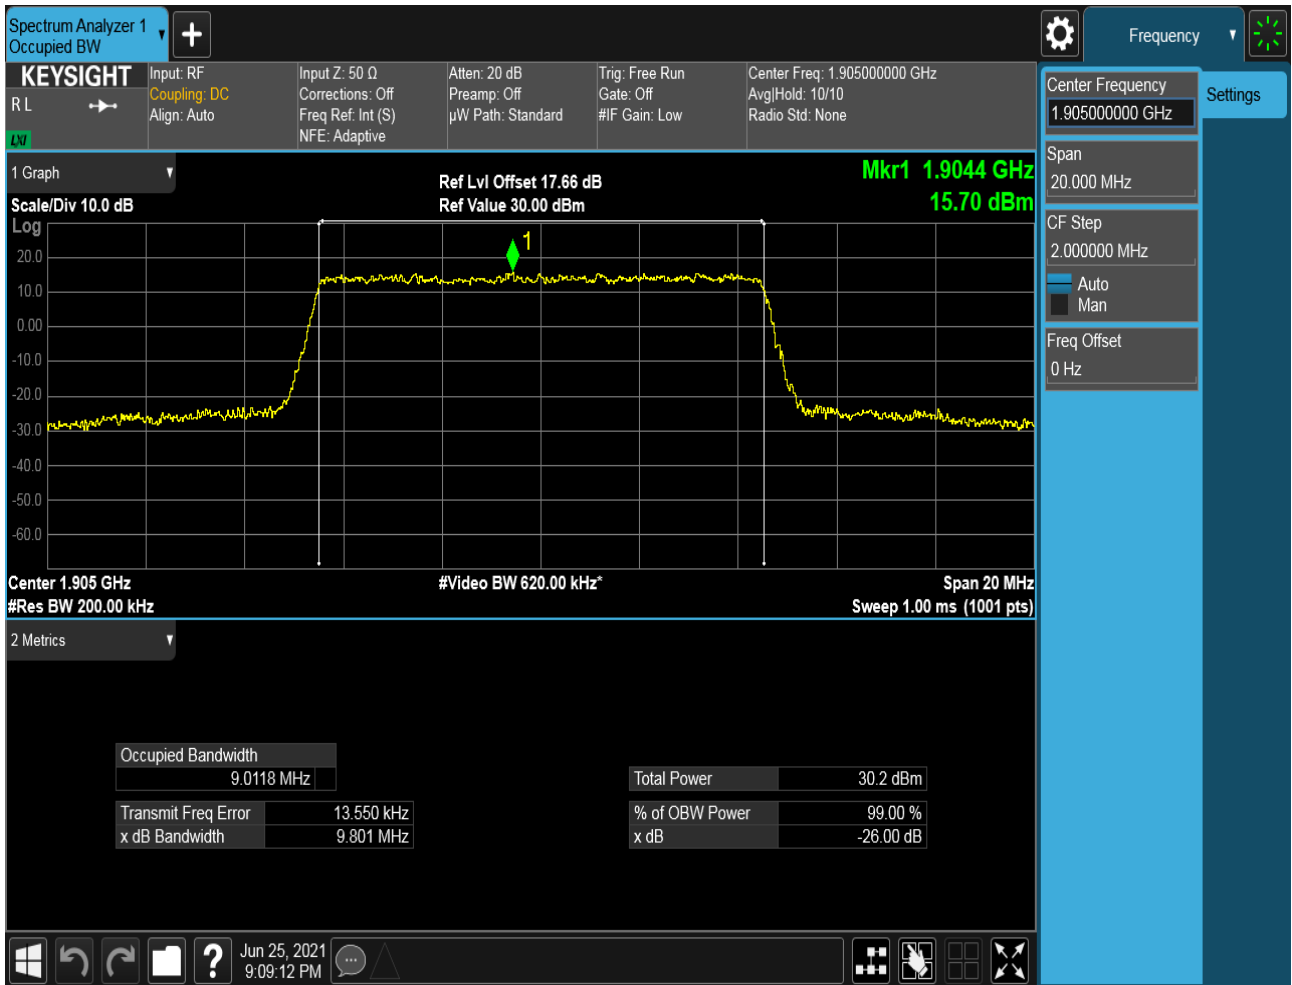 Spectrum Analyzer 1
Occupied BW
Frequency
KEYSIGHT
R L
LXI
Input: RF
Coupling: DC
Align: Auto
Input Z: 50 Ω
Corrections: Off
Freq Ref: Int (S)
NFE: Adaptive
Atten: 20 dB
Preamp: Off
µW Path: Standard
Trig: Free Run
Gate: Off
#IF Gain: Low
Center Freq: 1.905000000 GHz
Avg|Hold: 10/10
Radio Std: None
Center Frequency
1.905000000 GHz
Settings
Span
20.000 MHz
CF Step
2.000000 MHz
Auto
Man
Freq Offset
0 Hz
1 Graph
Scale/Div 10.0 dB
Log
Ref Lvl Offset 17.66 dB
Ref Value 30.00 dBm
Mkr1 1.9044 GHz
15.70 dBm
1
20.0
10.0
0.00
-10.0
-20.0
-30.0
-40.0
-50.0
-60.0
Center 1.905 GHz
#Res BW 200.00 kHz
#Video BW 620.00 kHz*
Span 20 MHz
Sweep 1.00 ms (1001 pts)
2 Metrics
Occupied Bandwidth
9.0118 MHz
Transmit Freq Error 13.550 kHz
x dB Bandwidth 9.801 MHz
Total Power 30.2 dBm
% of OBW Power 99.00 %
x dB -26.00 dB
?
Jun 25, 2021
9:09:12 PM